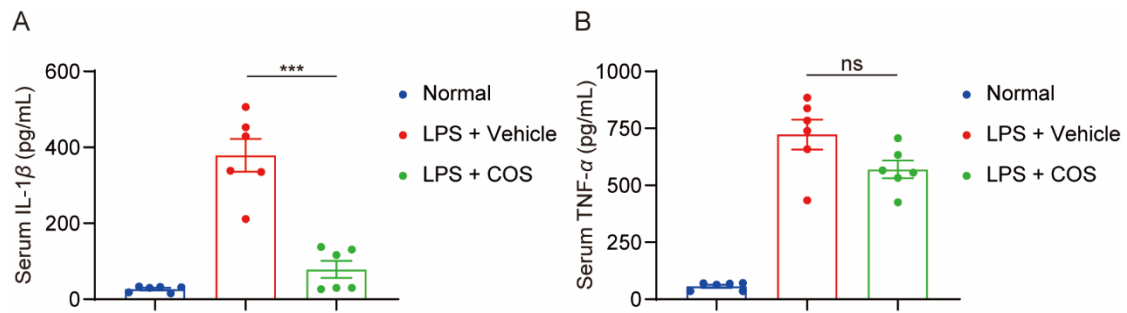 A
Serum IL-1β (pg/mL)
600
400
200
0
***
Normal
LPS + Vehicle
LPS + COS
B
Serum TNF-α (pg/mL)
1000
750
500
250
0
ns
Normal
LPS + Vehicle
LPS + COS